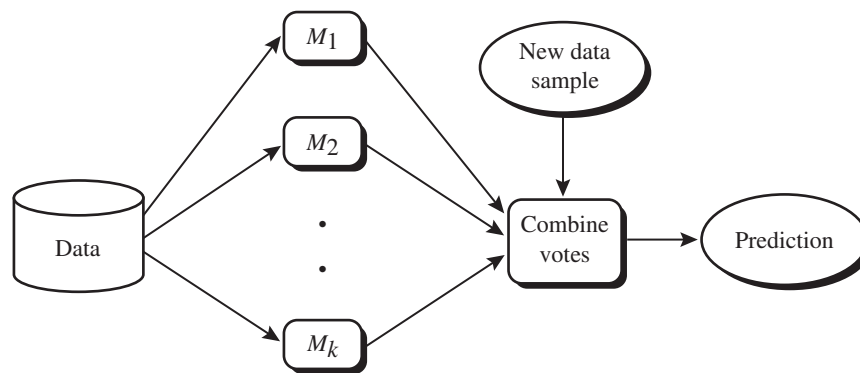 M1
New data
sample
M2
Data
Combine
votes
Prediction
Mk